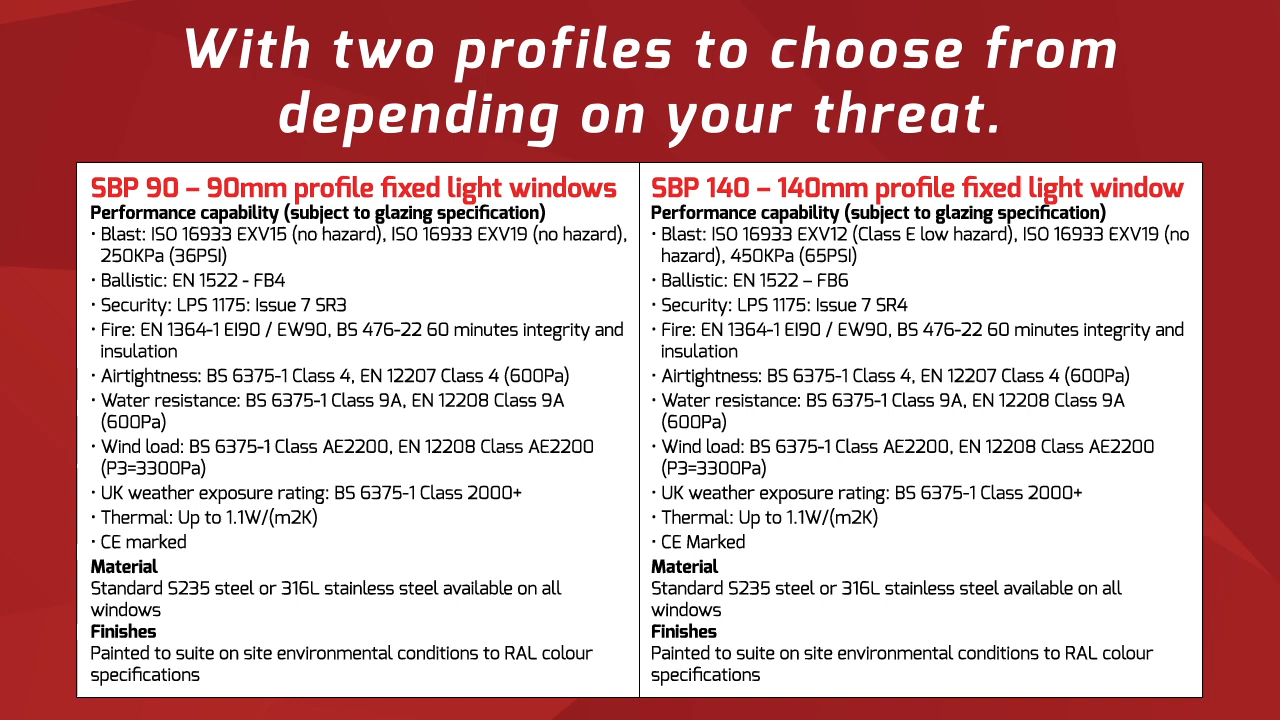 With two profiles to choose from
depending on your threat.
SBP 90 – 90mm profile fixed light windows
Performance capability (subject to glazing specification)
· Blast: ISO 16933 EXV15 (no hazard), ISO 16933 EXV19 (no hazard),
250KPa (36PSI)
· Ballistic: EN 1522 - FB4
· Security: LPS 1175: Issue 7 SR3
· Fire: EN 1364-1 EI90 / EW90, BS 476-22 60 minutes integrity and
insulation
· Airtightness: BS 6375-1 Class 4, EN 12207 Class 4 (600Pa)
· Water resistance: BS 6375-1 Class 9A, EN 12208 Class 9A
(600Pa)
· Wind load: BS 6375-1 Class AE2200, EN 12208 Class AE2200
(P3=3300Pa)
· UK weather exposure rating: BS 6375-1 Class 2000+
· Thermal: Up to 1.1W/(m2K)
· CE marked
Material
Standard S235 steel or 316L stainless steel available on all
windows
Finishes
Painted to suite on site environmental conditions to RAL colour
specifications
SBP 140 – 140mm profile fixed light window
Performance capability (subject to glazing specification)
· Blast: ISO 16933 EXV12 (Class E low hazard), ISO 16933 EXV19 (no
hazard), 450KPa (65PSI)
· Ballistic: EN 1522 – FB6
· Security: LPS 1175: Issue 7 SR4
· Fire: EN 1364-1 EI90 / EW90, BS 476-22 60 minutes integrity and
insulation
· Airtightness: BS 6375-1 Class 4, EN 12207 Class 4 (600Pa)
· Water resistance: BS 6375-1 Class 9A, EN 12208 Class 9A
(600Pa)
· Wind load: BS 6375-1 Class AE2200, EN 12208 Class AE2200
(P3=3300Pa)
· UK weather exposure rating: BS 6375-1 Class 2000+
· Thermal: Up to 1.1W/(m2K)
· CE Marked
Material
Standard S235 steel or 316L stainless steel available on all
windows
Finishes
Painted to suite on site environmental conditions to RAL colour
specifications